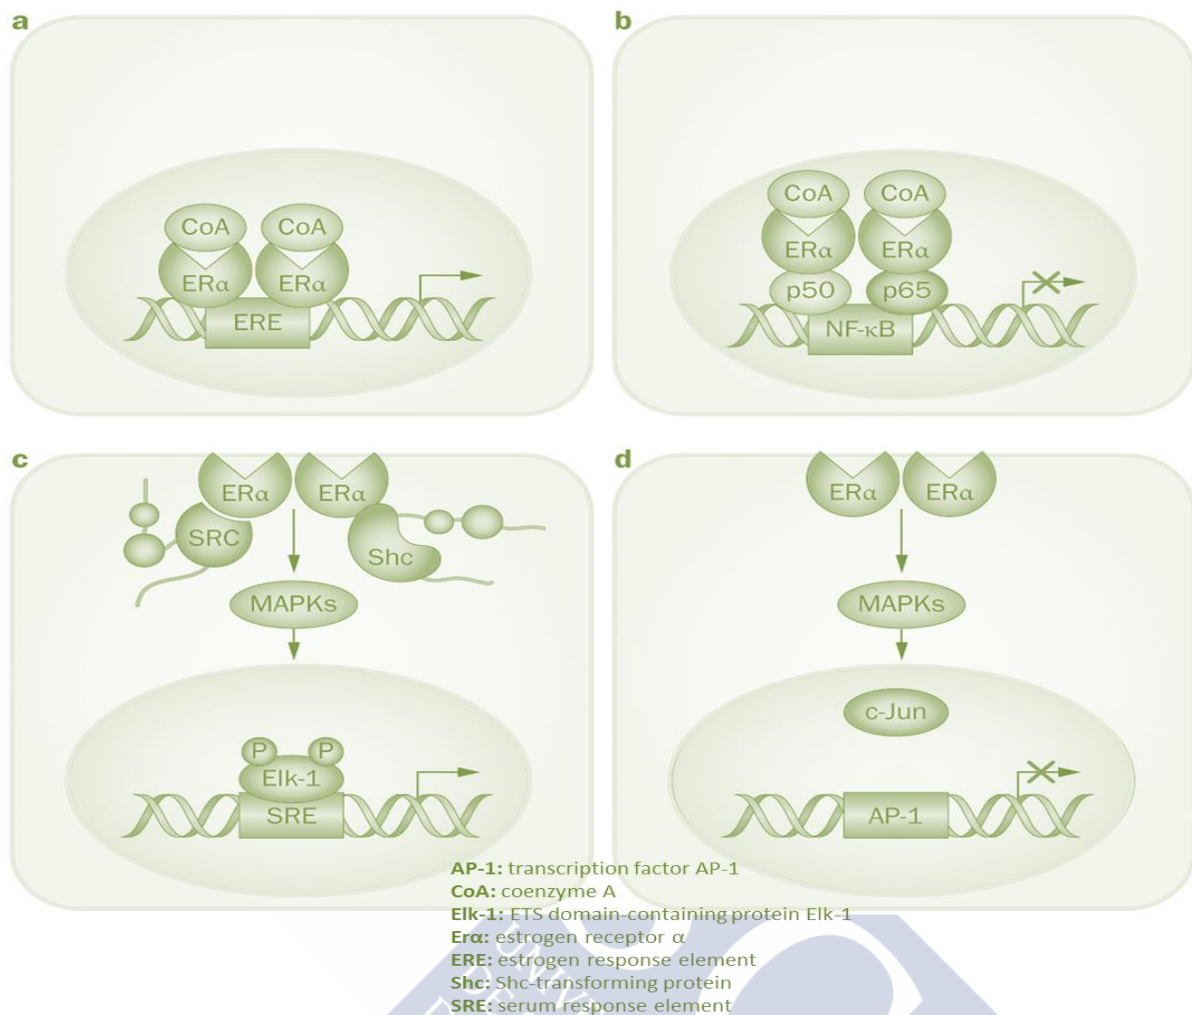 a
CoA CoA
ERα ERα
ERE
b
CoA CoA
ERα ERα
p50 p65
NF-κB
c
ERα ERα
SRC
Shc
MAPKs
P P
Elk-1
SRE
d
ERα ERα
MAPKs
c-Jun
AP-1
AP-1: transcription factor AP-1
CoA: coenzyme A
Elk-1: ETS domain-containing protein Elk-1
Erα: estrogen receptor α
ERE: estrogen response element
Shc: Shc-transforming protein
SRE: serum response element